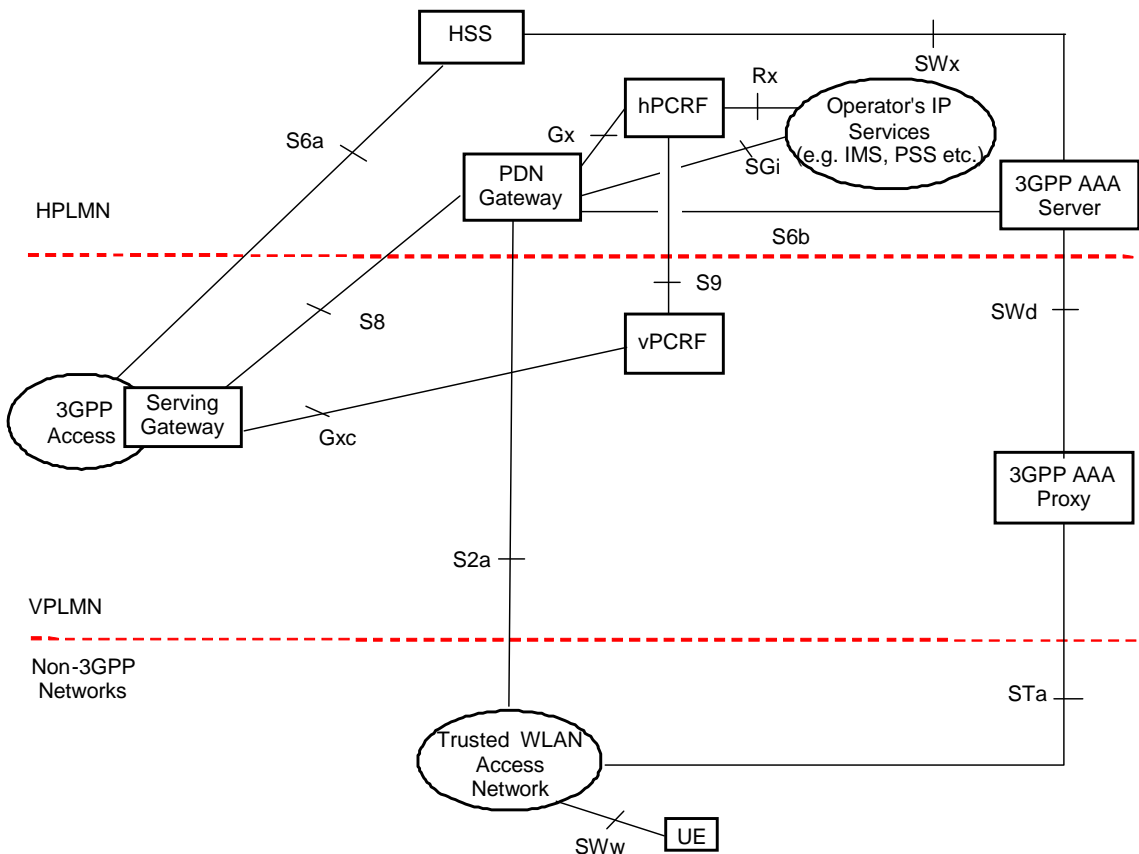 HSS
SWx
Rx
hPCRF
Operator's IP
Services
(e.g. IMS, PSS etc.)
S6a
Gx
SGi
PDN
Gateway
3GPP AAA
Server
HPLMN
S6b
S9
S8
SWd
vPCRF
3GPP
Access
Serving
Gateway
Gxc
3GPP AAA
Proxy
S2a
VPLMN
Non-3GPP
Networks
STa
Trusted WLAN
Access
Network
SWw
UE